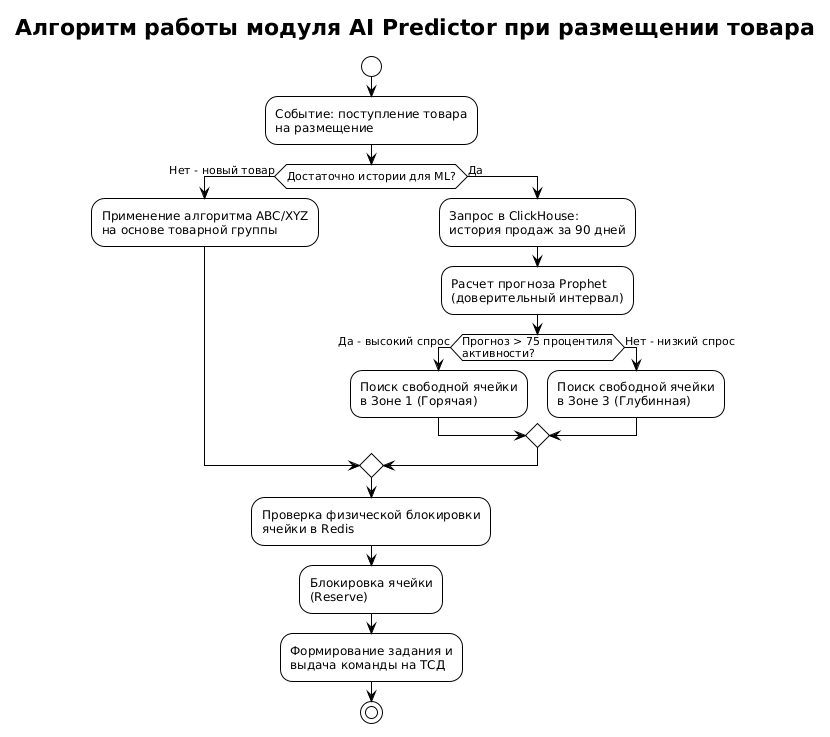 Алгоритм работы модуля AI Predictor при размещении товара
Событие: поступление товара
на размещение
Нет - новый товар
Достаточно истории для ML?
Да
Применение алгоритма ABC/XYZ
на основе товарной группы
Запрос в ClickHouse:
история продаж за 90 дней
Расчет прогноза Prophet
(доверительный интервал)
Да - высокий спрос
Прогноз > 75 процентиля
активности?
Нет - низкий спрос
Поиск свободной ячейки
в Зоне 1 (Горячая)
Поиск свободной ячейки
в Зоне 3 (Глубинная)
Проверка физической блокировки
ячейки в Redis
Блокировка ячейки
(Reserve)
Формирование задания и
выдача команды на ТСД